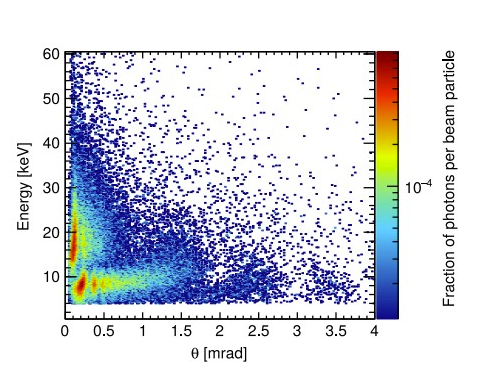 60
50
40
30
20
10
0 0.5 1 1.5 2 2.5 3 3.5 4
Energy [keV]
θ [mrad]
10⁻⁴
Fraction of photons per beam particle